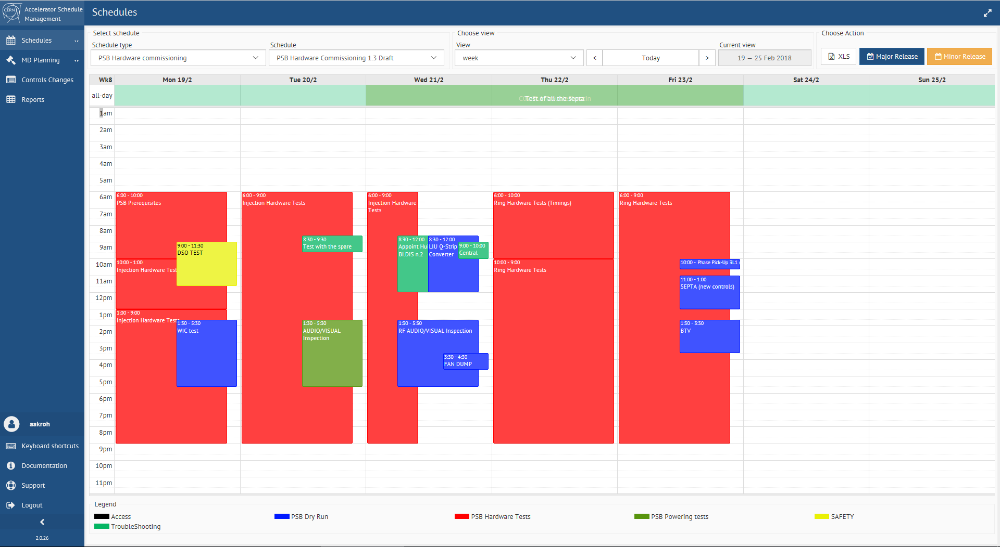 CERN
Accelerator Schedule
Management
Schedules
Schedules
MD Planning
Controls Changes
Reports
Select schedule
Schedule type
Schedule
PSB Hardware commissioning
PSB Hardware Commissioning 1.3 Draft
Choose view
View
Current view
week
<
Today
>
19 — 25 Feb 2018
Choose Action
XLS
Major Release
Minor Release
Wk8
Mon 19/2
Tue 20/2
Wed 21/2
Thu 22/2
Fri 23/2
Sat 24/2
Sun 25/2
all-day
Test of all the septa
1am
2am
3am
4am
5am
6am
7am
8am
9am
10am
11am
12pm
1pm
2pm
3pm
4pm
5pm
6pm
7pm
8pm
9pm
10pm
11pm
6:00 - 10:00
PSB Prerequisites
9:00 - 11:30
DSO TEST
10:00 - 1:00
Injection Hardware Test
1:00 - 9:00
Injection Hardware Tests
1:30 - 5:30
WIC test
6:00 - 9:00
Injection Hardware Tests
8:30 - 9:30
Test with the spare
1:30 - 5:30
AUDIO/VISUAL
Inspection
6:00 - 9:00
Injection Hardware
Tests
8:30 - 12:00
Appoint Hu
BI.DIS n.2
8:30 - 12:00
LIU Q-Strip
Converter
9:00 - 10:00
Central
1:30 - 5:30
RF AUDIO/VISUAL Inspection
3:30 - 4:30
FAN DUMP
6:00 - 10:00
Ring Hardware Tests (Timings)
10:00 - 9:00
Ring Hardware Tests
6:00 - 9:00
Ring Hardware Tests
10:00 - Phase Pick-Up 3L1
11:00 - 1:00
SEPTA (new controls)
1:30 - 3:30
BTV
aakroh
Keyboard shortcuts
Documentation
Support
Logout
2.0.26
Legend
Access
PSB Dry Run
PSB Hardware Tests
PSB Powering tests
SAFETY
TroubleShooting